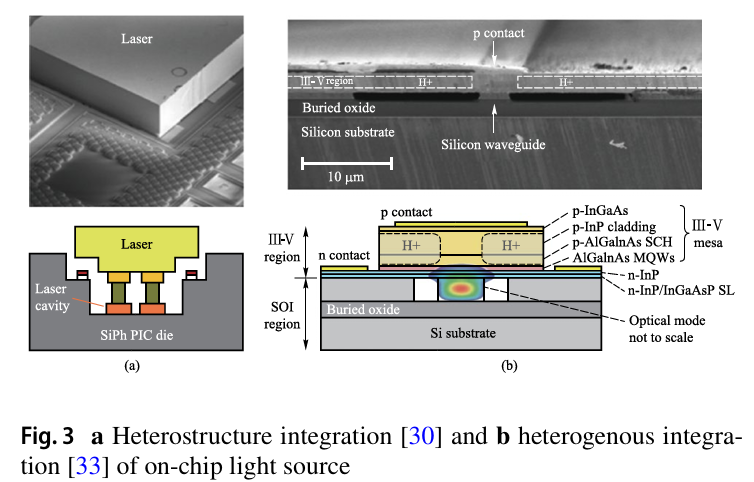 Laser
p contact
III-V region
H+
H+
Buried oxide
Silicon substrate
Silicon waveguide
10 μm
Laser
Laser
cavity
SiPh PIC die
(a)
p contact
p-InGaAs
p-InP cladding
p-AlGaInAs SCH
AlGaInAs MQWs
III-V
mesa
III-V
region
H+
H+
n contact
n-InP
n-InP/InGaAsP SL
SOI
region
Buried oxide
Optical mode
not to scale
Si substrate
(b)
Fig. 3 a Heterostructure integration [30] and b heterogenous integra-
tion [33] of on-chip light source